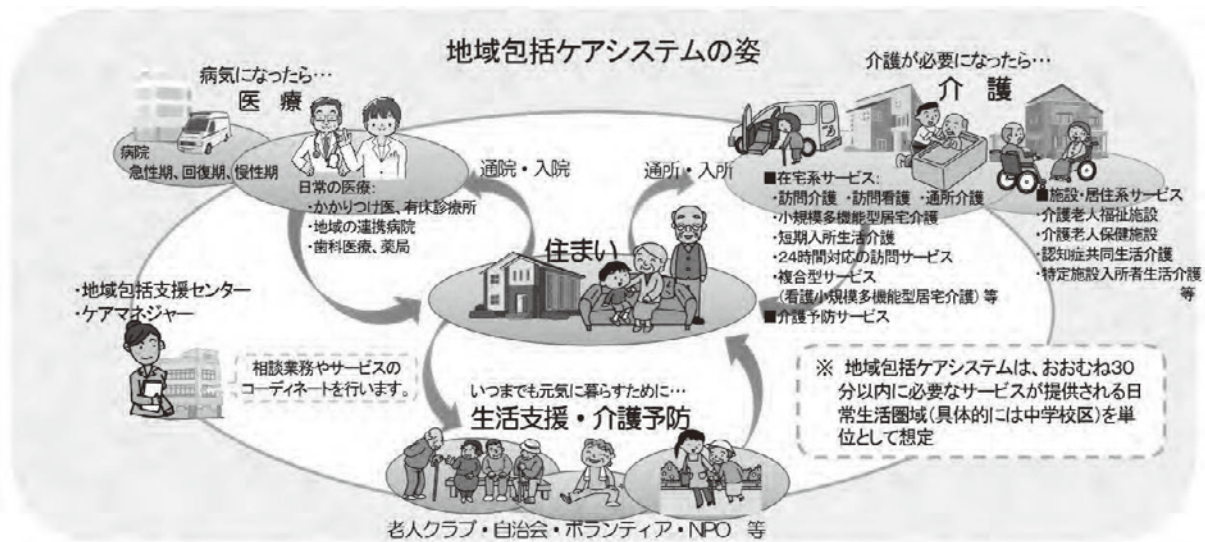 地域包括ケアシステムの姿
病気になったら…
医療
病院
急性期、回復期、慢性期
日常の医療:
・かかりつけ医、有床診療所
・地域の連携病院
・歯科医療、薬局
通院・入院
通所・入所
介護が必要になったら…
介護
■在宅系サービス:
・訪問介護 ・訪問看護 ・通所介護
・小規模多機能型居宅介護
・短期入所生活介護
・24時間対応の訪問サービス
・複合型サービス
(看護小規模多機能型居宅介護)等
■介護予防サービス
■施設・居住系サービス
・介護老人福祉施設
・介護老人保健施設
・認知症共同生活介護
・特定施設入所者生活介護
等
住まい
・地域包括支援センター
・ケアマネジャー
相談業務やサービスの
コーディネートを行います。
いつまでも元気に暮らすために…
生活支援・介護予防
老人クラブ・自治会・ボランティア・NPO 等
※ 地域包括ケアシステムは、おおむね30
分以内に必要なサービスが提供される日
常生活圏域(具体的には中学校区)を単
位として想定